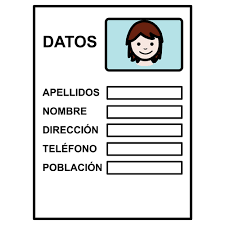 DATOS
APELLIDOS
NOMBRE
DIRECCIÓN
TELÉFONO
POBLACIÓN